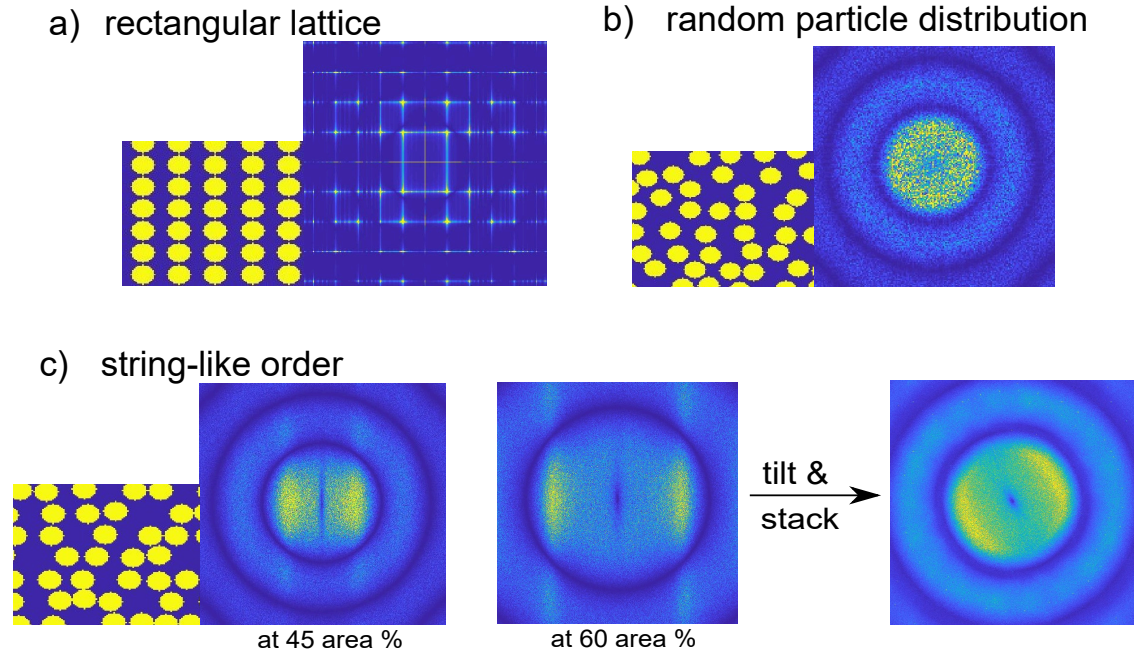 a) rectangular lattice
b) random particle distribution
c) string-like order
tilt &
stack
at 45 area %
at 60 area %